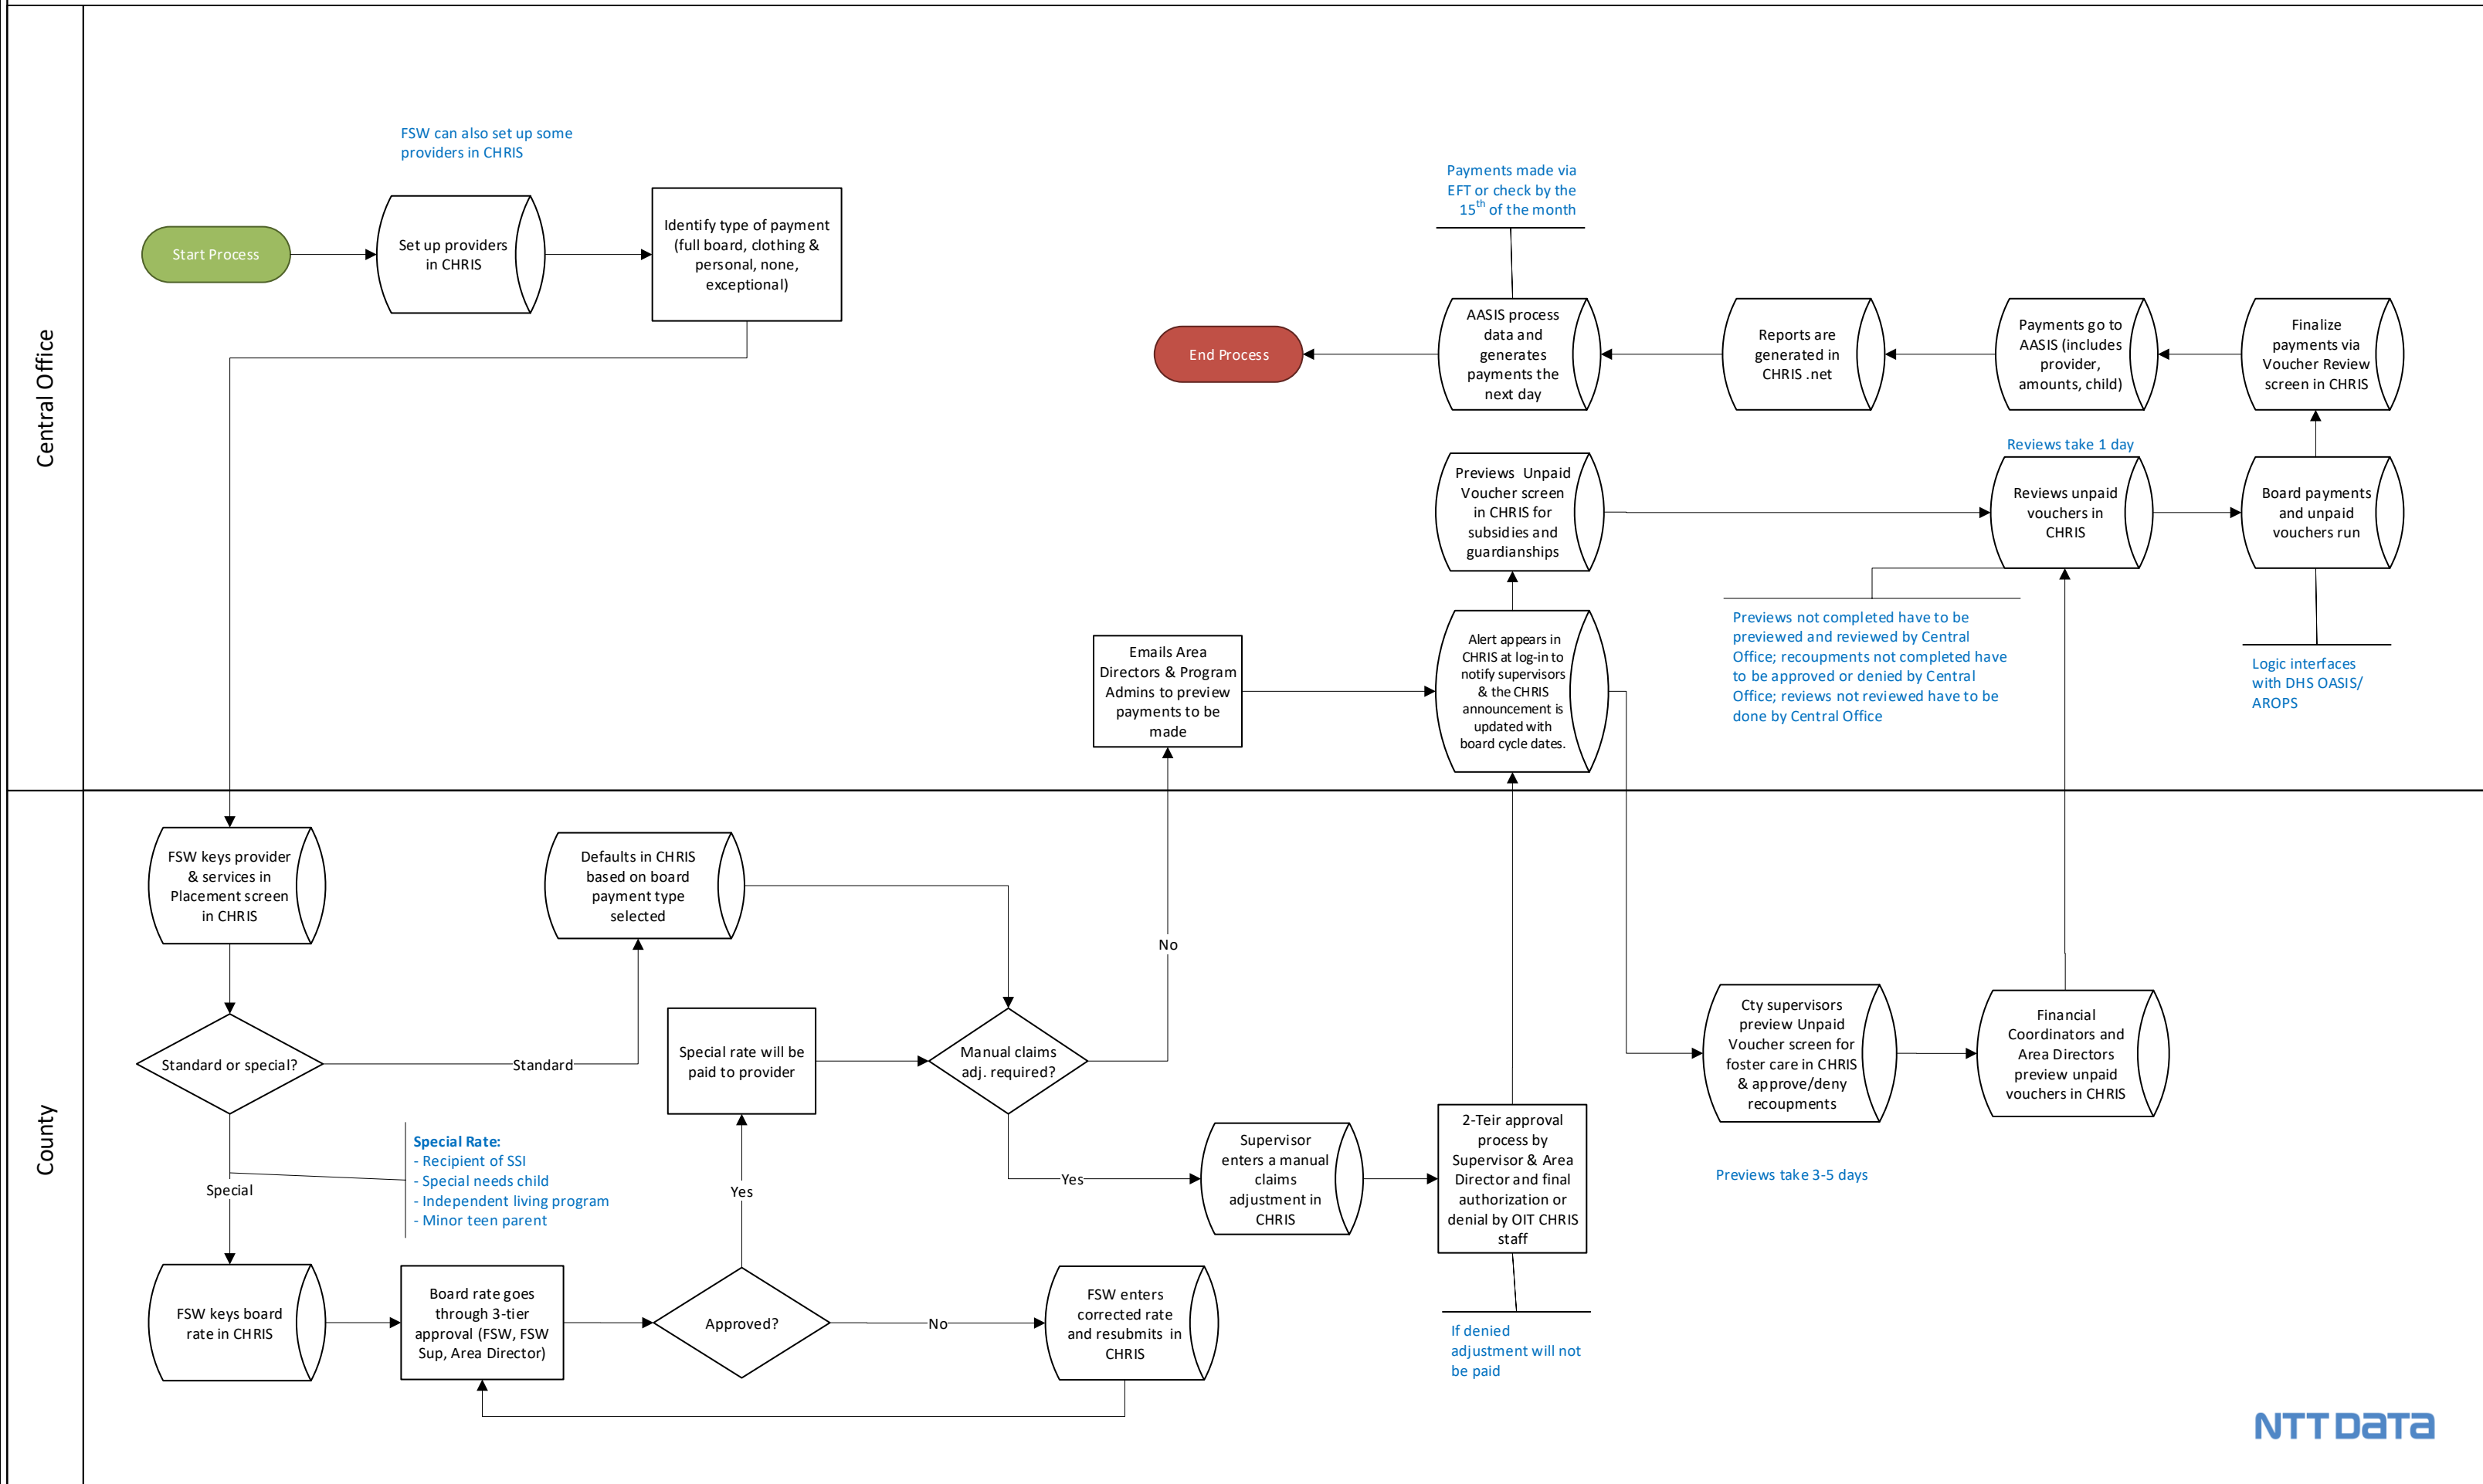 Central Office
FSW can also set up some
providers in CHRIS
Start Process
Set up providers
in CHRIS
Identify type of payment
(full board, clothing &
personal, none,
exceptional)
Payments made via
EFT or check by the
15th of the month
End Process
AASIS process
data and
generates
payments the
next day
Reports are
generated in
CHRIS .net
Payments go to
AASIS (includes
provider,
amounts, child)
Finalize
payments via
Voucher Review
screen in CHRIS
Previews Unpaid
Voucher screen
in CHRIS for
subsidies and
guardianships
Reviews take 1 day
Reviews unpaid
vouchers in
CHRIS
Board payments
and unpaid
vouchers run
Emails Area
Directors & Program
Admins to preview
payments to be
made
Alert appears in
CHRIS at log-in to
notify supervisors
& the CHRIS
announcement is
updated with
board cycle dates.
Previews not completed have to be
previewed and reviewed by Central
Office; recoupments not completed have
to be approved or denied by Central
Office; reviews not reviewed have to be
done by Central Office
Logic interfaces
with DHS OASIS/
AROPS
County
FSW keys provider
& services in
Placement screen
in CHRIS
Defaults in CHRIS
based on board
payment type
selected
No
Standard or special?
Standard
Special rate will be
paid to provider
Manual claims
adj. required?
Cty supervisors
preview Unpaid
Voucher screen for
foster care in CHRIS
& approve/deny
recoupments
Financial
Coordinators and
Area Directors
preview unpaid
vouchers in CHRIS
Special
Special Rate:
- Recipient of SSI
- Special needs child
- Independent living program
- Minor teen parent
Yes
Yes
Supervisor
enters a manual
claims
adjustment in
CHRIS
2-Teir approval
process by
Supervisor & Area
Director and final
authorization or
denial by OIT CHRIS
staff
Previews take 3-5 days
FSW keys board
rate in CHRIS
Board rate goes
through 3-tier
approval (FSW, FSW
Sup, Area Director)
Approved?
No
FSW enters
corrected rate
and resubmits in
CHRIS
If denied
adjustment will not
be paid
NTT DATA